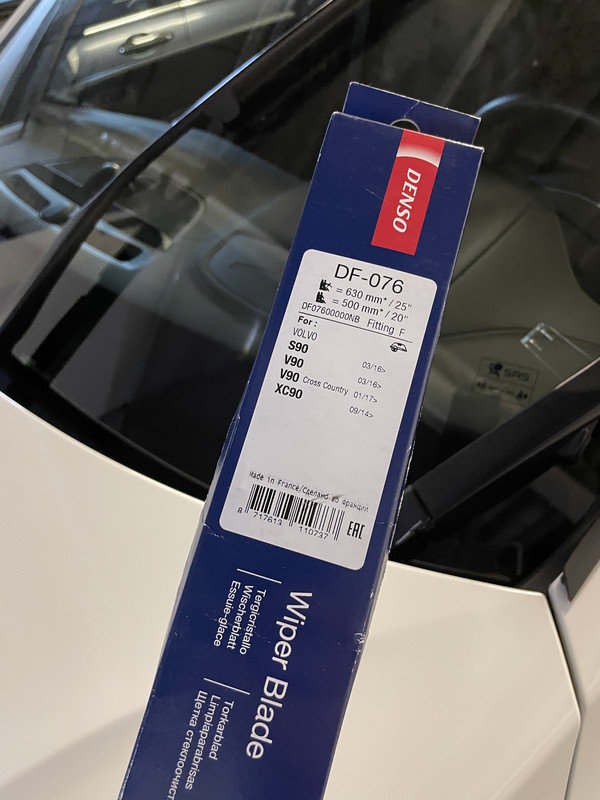 DENSO
DF-076
= 630 mm* / 25"
= 500 mm* / 20"
DF07600000NB Fitting F
For :
VOLVO
S90 03/16>
V90 03/16>
V90 Cross Country 01/17>
XC90 09/14>
Made in France/Сделано во Франции
8 717613 110737
EAC
Wiper Blade
Tergicristallo
Wischerblatt
Essuie-glace
Torkarblad
Limpiaparabrisas
SRS